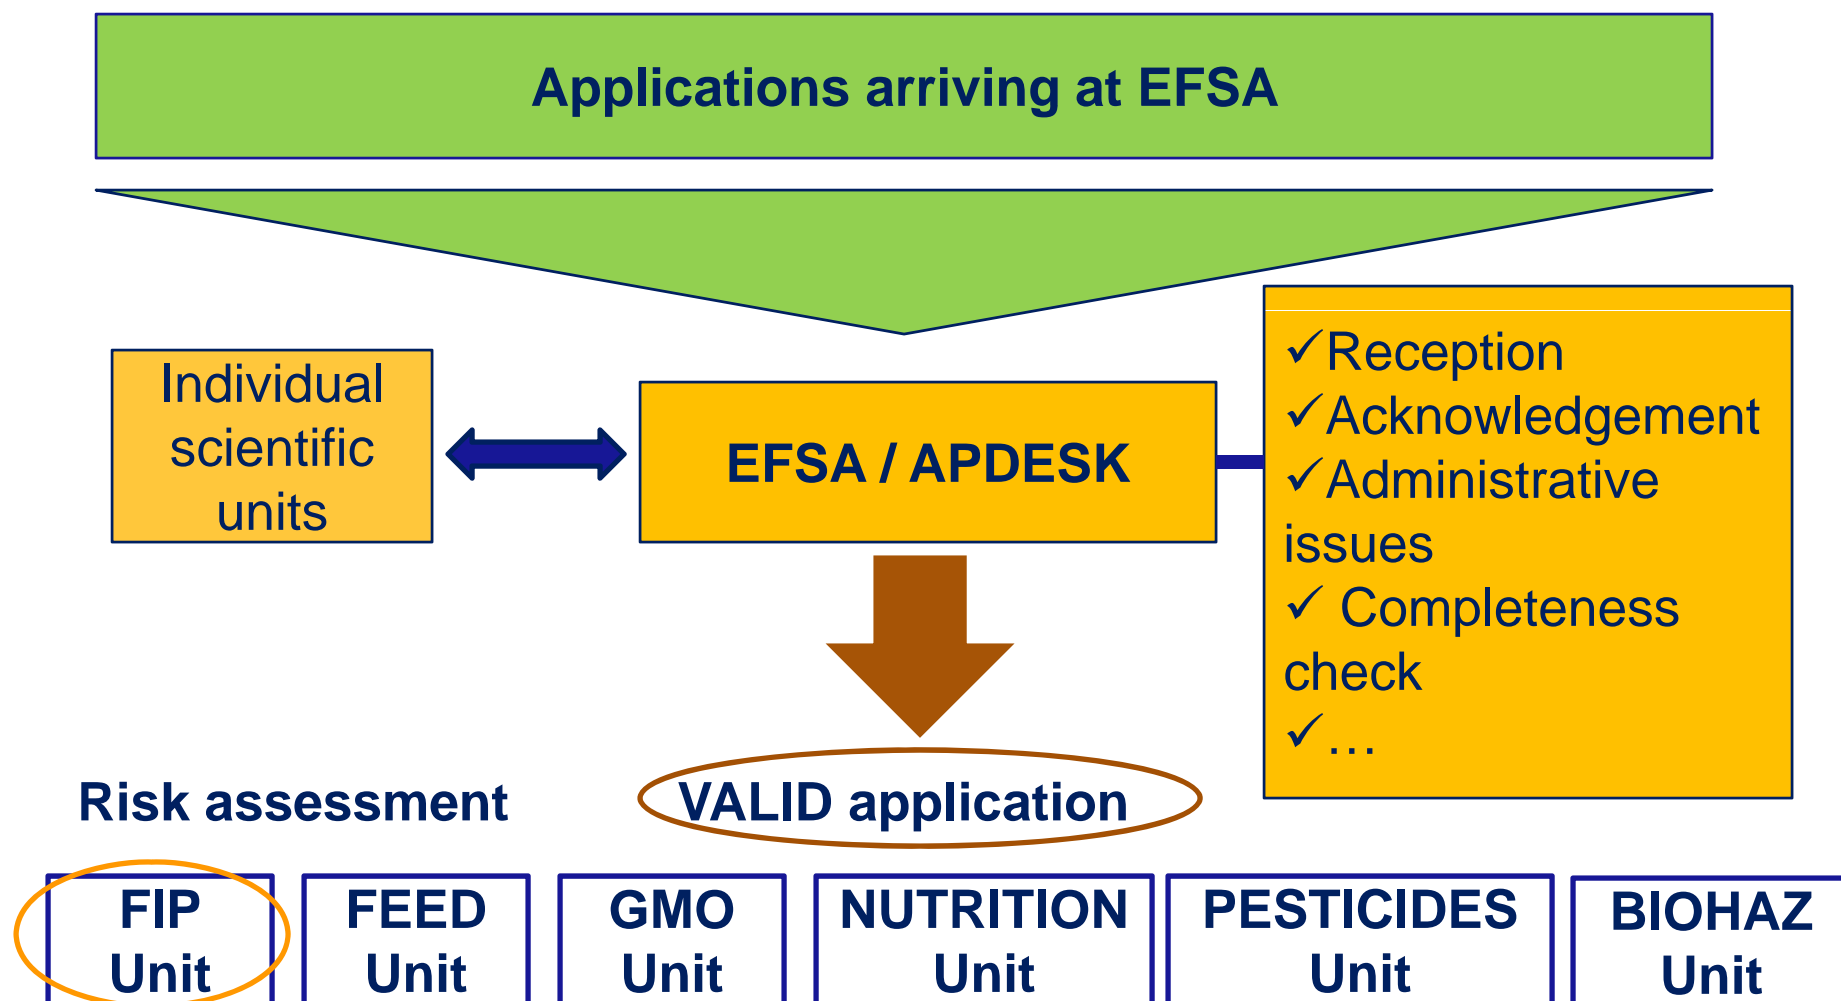 Applications arriving at EFSA
Individual
scientific
units
EFSA / APDESK
✓Reception
✓Acknowledgement
✓Administrative
issues
✓ Completeness
check
✓…
Risk assessment
VALID application
FIP
Unit
FEED
Unit
GMO
Unit
NUTRITION
Unit
PESTICIDES
Unit
BIOHAZ
Unit